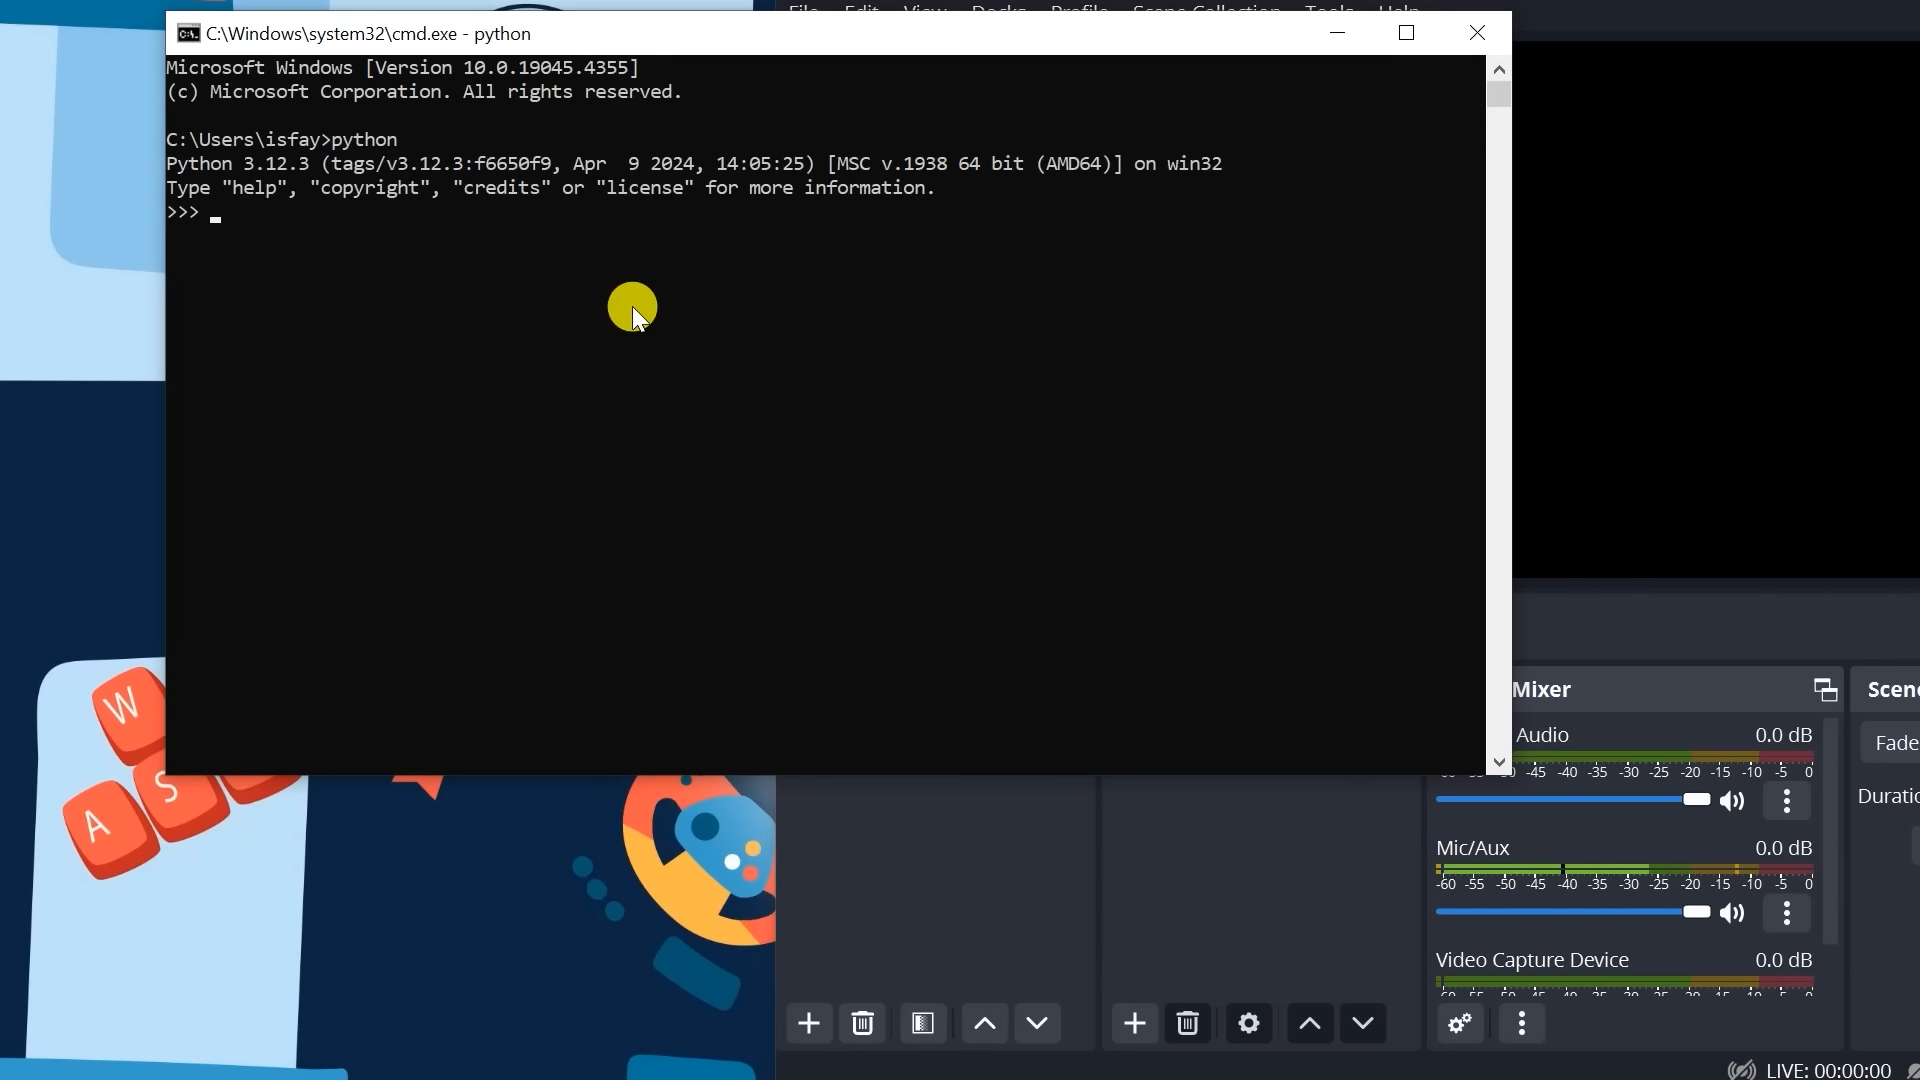 File Edit View Docks Profile Scene Collection Tools Help
C:\Windows\system32\cmd.exe - python
Microsoft Windows [Version 10.0.19045.4355]
(c) Microsoft Corporation. All rights reserved.
C:\Users\isfay>python
Python 3.12.3 (tags/v3.12.3:f6650f9, Apr  9 2024, 14:05:25) [MSC v.1938 64 bit (AMD64)] on win32
Type "help", "copyright", "credits" or "license" for more information.
>>>
W
A S
Mixer
Audio 0.0 dB
-45 -40 -35 -30 -25 -20 -15 -10 -5 0
Mic/Aux 0.0 dB
-60 -55 -50 -45 -40 -35 -30 -25 -20 -15 -10 -5 0
Video Capture Device 0.0 dB
Scene
Fade
Duratio
LIVE: 00:00:00